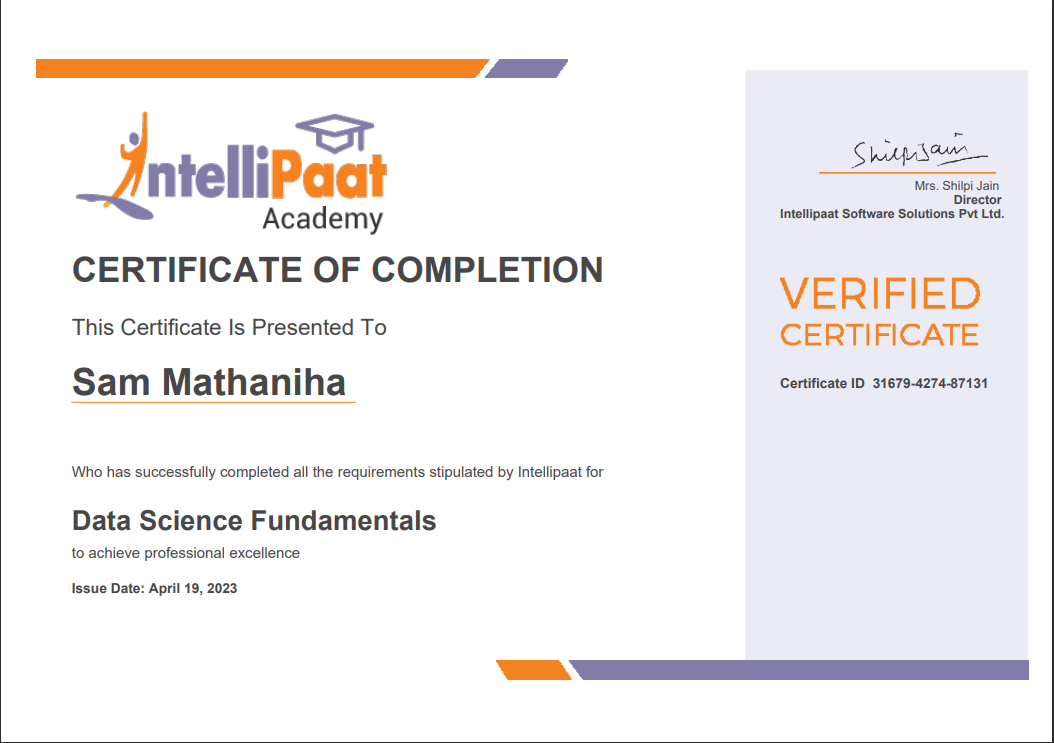 IntelliPaat
Academy
CERTIFICATE OF COMPLETION
This Certificate Is Presented To
Sam Mathaniha
Who has successfully completed all the requirements stipulated by Intellipaat for
Data Science Fundamentals
to achieve professional excellence
Issue Date: April 19, 2023
Shilpi Jain
Mrs. Shilpi Jain
Director
Intellipaat Software Solutions Pvt Ltd.
VERIFIED
CERTIFICATE
Certificate ID 31679-4274-87131